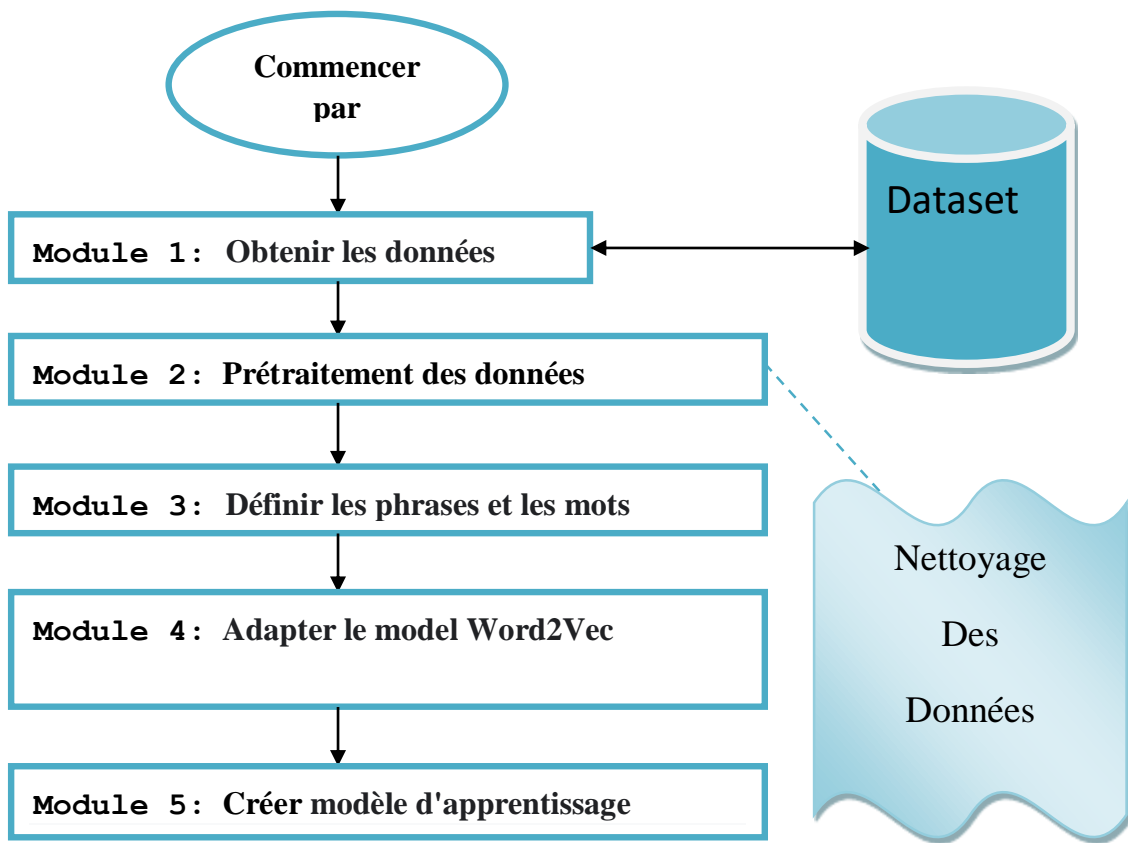 Commencer
par
Dataset
Module 1: Obtenir les données
Module 2: Prétraitement des données
Module 3: Définir les phrases et les mots
Nettoyage
Des
Données
Module 4: Adapter le model Word2Vec
Module 5: Créer modèle d'apprentissage